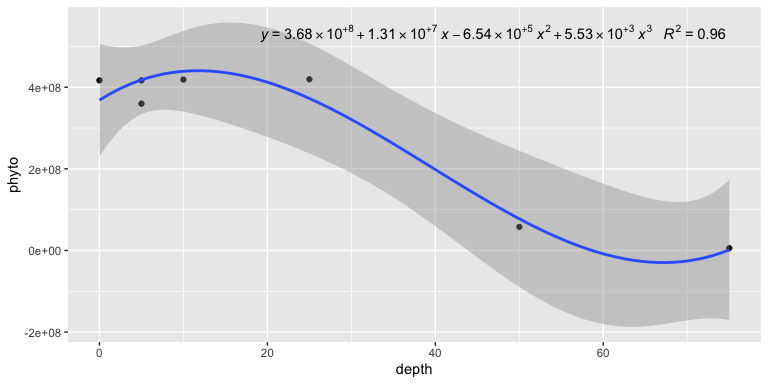 y = 3.68 × 10⁺⁸ + 1.31 × 10⁺⁷ x − 6.54 × 10⁺⁵ x² + 5.53 × 10⁺³ x³ R² = 0.96
4e+08
2e+08
0e+00
-2e+08
phyto
0 20 40 60
depth